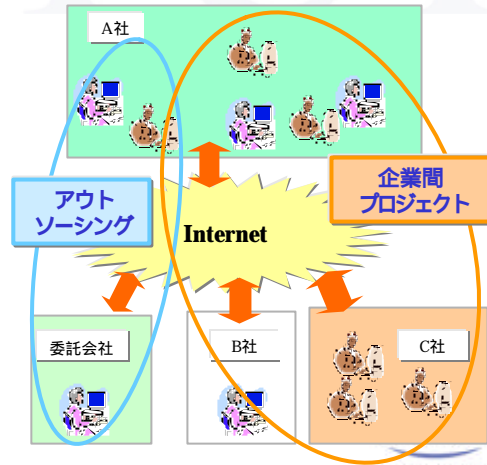 A社
アウト
ソーシング
企業間
プロジェクト
Internet
委託会社
B社
C社